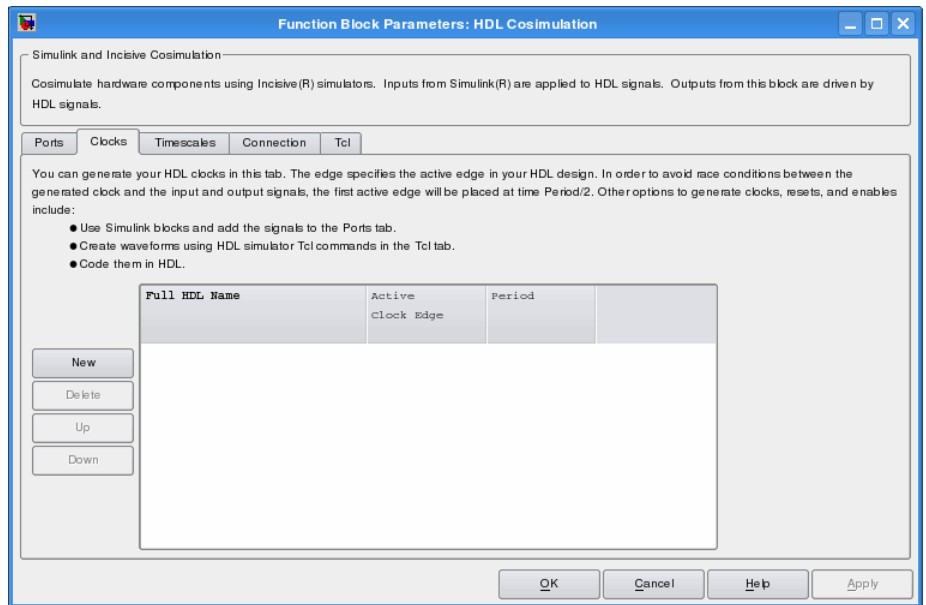 Function Block Parameters: HDL Cosimulation
Simulink and Incisive Cosimulation
Cosimulate hardware components using Incisive(R) simulators. Inputs from Simulink(R) are applied to HDL signals. Outputs from this block are driven by
HDL signals.
Ports Clocks Timescales Connection Tcl
You can generate your HDL clocks in this tab. The edge specifies the active edge in your HDL design. In order to avoid race conditions between the
generated clock and the input and output signals, the first active edge will be placed at time Period/2. Other options to generate clocks, resets, and enables
include:
● Use Simulink blocks and add the signals to the Ports tab.
● Create waveforms using HDL simulator Tcl commands in the Tcl tab.
● Code them in HDL.
Full HDL Name Active Period
Clock Edge
New
Delete
Up
Down
OK Cancel Help Apply